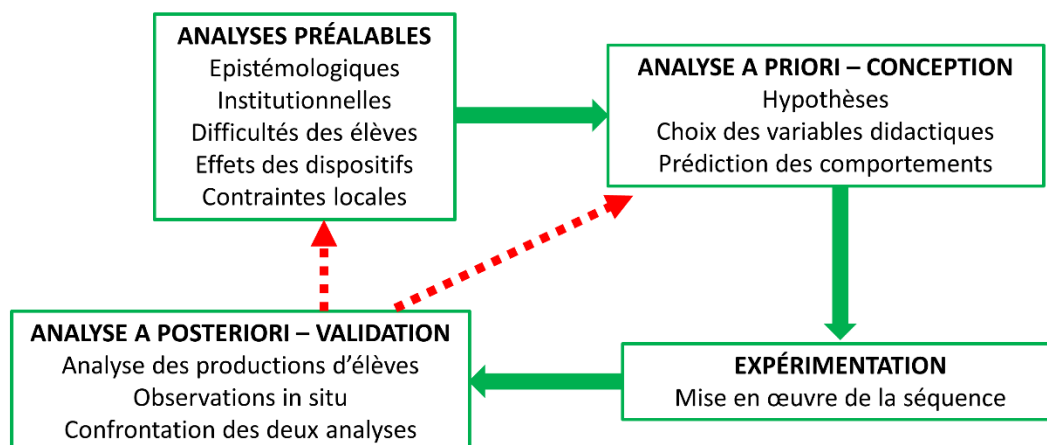 ANALYSES PRÉALABLES
Epistémologiques
Institutionnelles
Difficultés des élèves
Effets des dispositifs
Contraintes locales
ANALYSE A PRIORI – CONCEPTION
Hypothèses
Choix des variables didactiques
Prédiction des comportements
ANALYSE A POSTERIORI – VALIDATION
Analyse des productions d’élèves
Observations in situ
Confrontation des deux analyses
EXPÉRIMENTATION
Mise en œuvre de la séquence